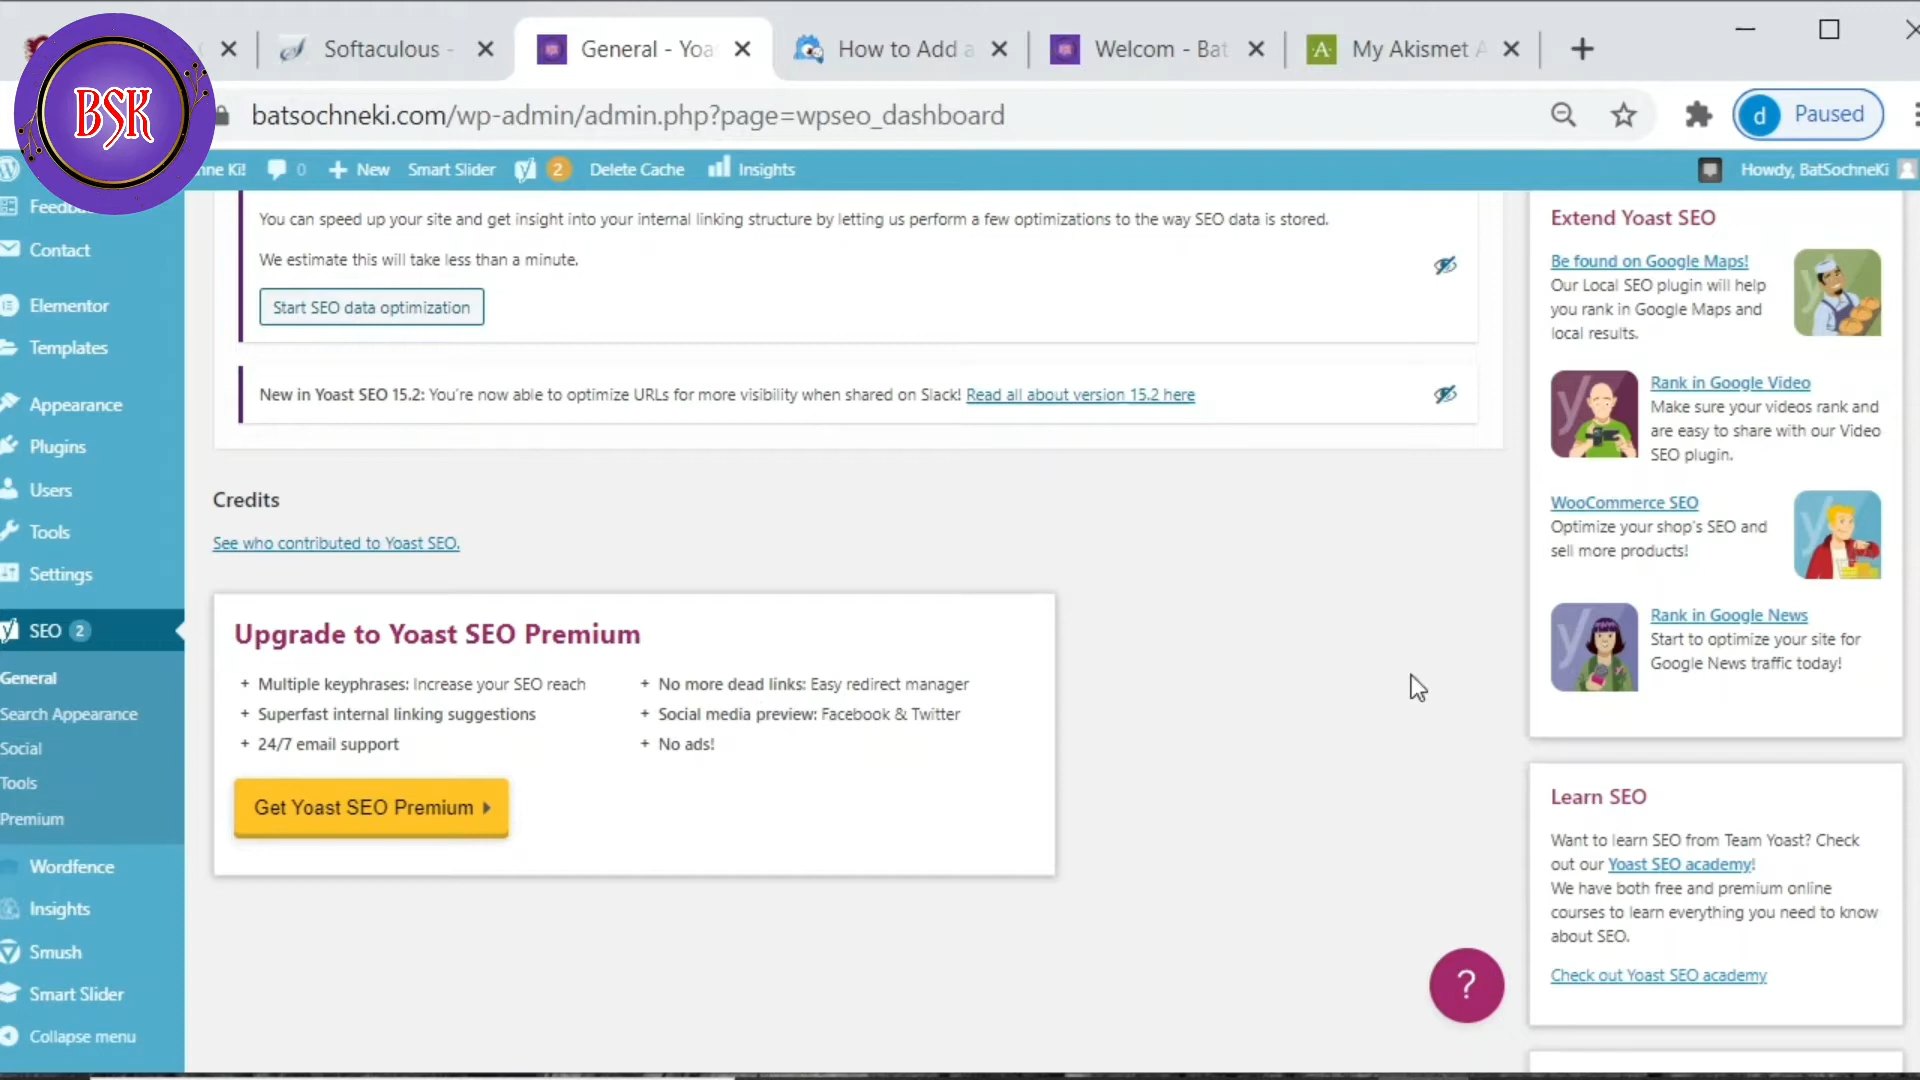 Softaculous -
General - Yoa
How to Add a
Welcom - Bat
My Akismet A
BSK
batsochneki.com/wp-admin/admin.php?page=wpseo_dashboard
d
Paused
hne Ki!
0
New
Smart Slider
2
Delete Cache
Insights
Howdy, BatSochneKi
Contact
Elementor
Templates
Appearance
Plugins
Users
Tools
Settings
SEO 2
General
Search Appearance
Social
Tools
Premium
Wordfence
Insights
Smush
Smart Slider
Collapse menu
You can speed up your site and get insight into your internal linking structure by letting us perform a few optimizations to the way SEO data is stored.
We estimate this will take less than a minute.
Start SEO data optimization
New in Yoast SEO 15.2: You're now able to optimize URLs for more visibility when shared on Slack! Read all about version 15.2 here
Credits
See who contributed to Yoast SEO.
Upgrade to Yoast SEO Premium
+ Multiple keyphrases: Increase your SEO reach
+ Superfast internal linking suggestions
+ 24/7 email support
+ No more dead links: Easy redirect manager
+ Social media preview: Facebook & Twitter
+ No ads!
Get Yoast SEO Premium
Extend Yoast SEO
Be found on Google Maps!
Our Local SEO plugin will help
you rank in Google Maps and
local results.
Rank in Google Video
Make sure your videos rank and
are easy to share with our Video
SEO plugin.
WooCommerce SEO
Optimize your shop's SEO and
sell more products!
Rank in Google News
Start to optimize your site for
Google News traffic today!
Learn SEO
Want to learn SEO from Team Yoast? Check
out our Yoast SEO academy!
We have both free and premium online
courses to learn everything you need to know
about SEO.
Check out Yoast SEO academy
?